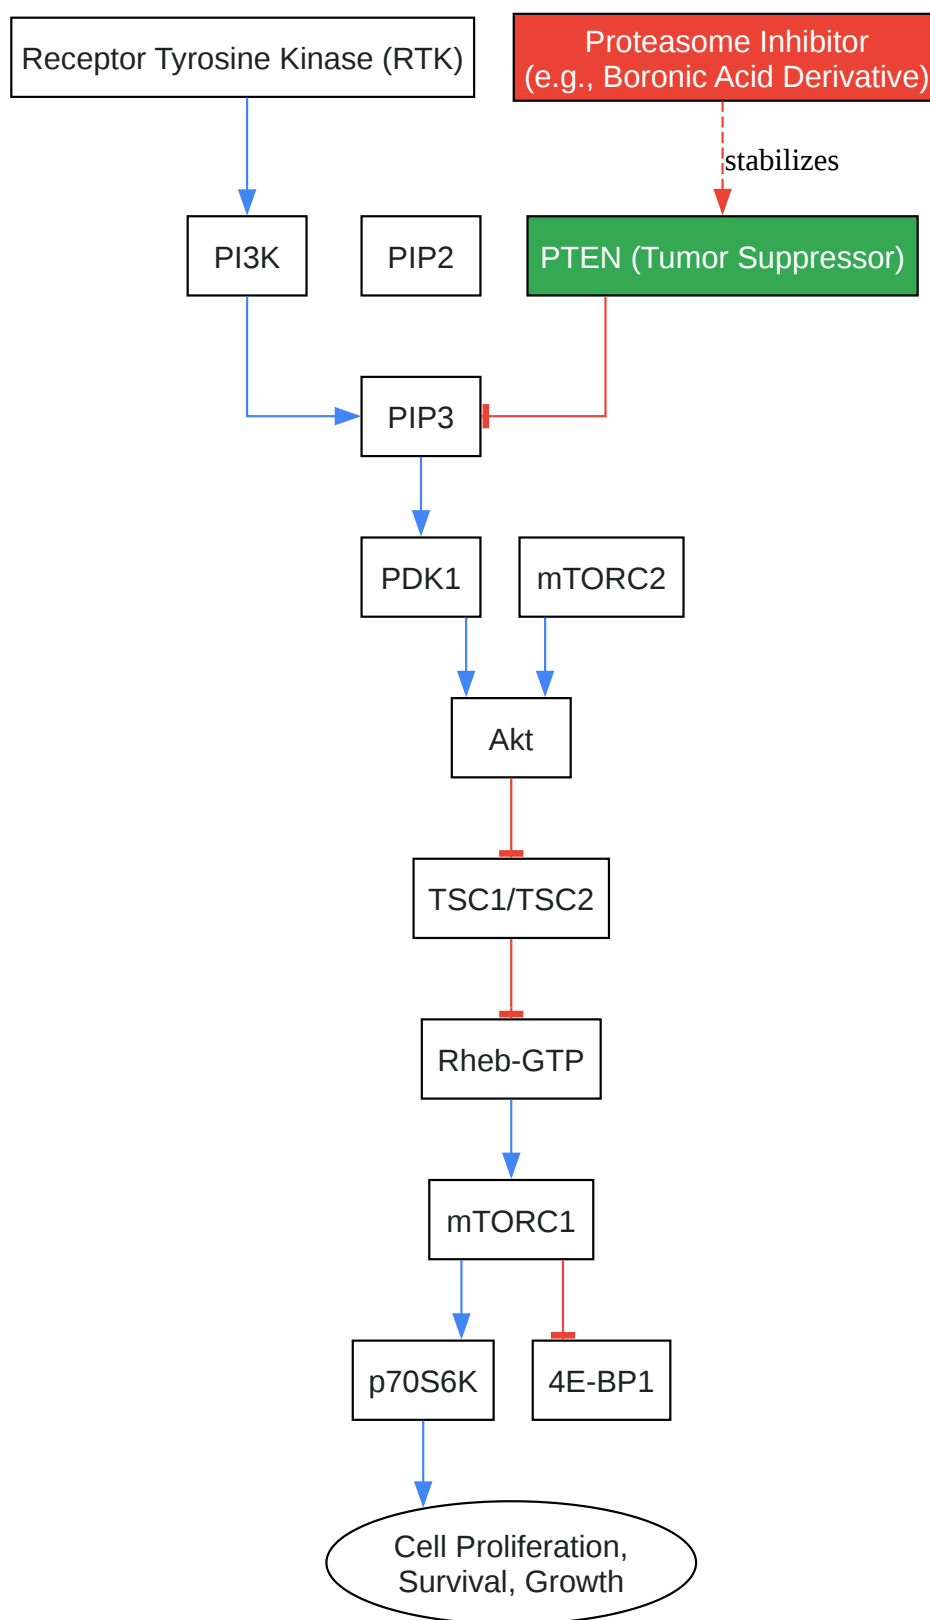 Receptor Tyrosine Kinase (RTK)
Proteasome Inhibitor
(e.g., Boronic Acid Derivative)
stabilizes
PI3K
PIP2
PTEN (Tumor Suppressor)
PIP3
PDK1
mTORC2
Akt
TSC1/TSC2
Rheb-GTP
mTORC1
p70S6K
4E-BP1
Cell Proliferation,
Survival, Growth